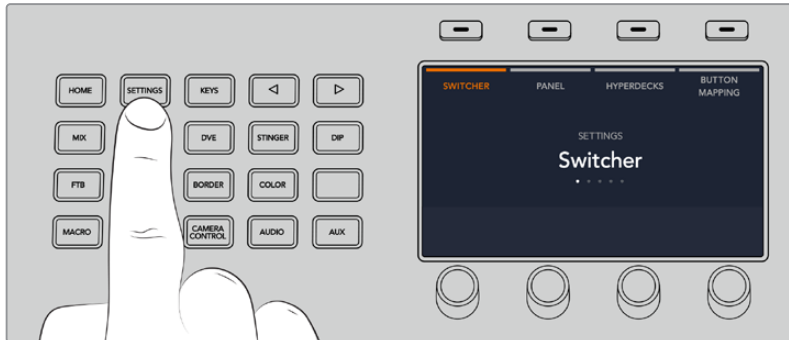 HOME
SETTINGS
KEYS
MIX
DVE
STINGER
DIP
FTB
BORDER
COLOR
MACRO
CAMERA
CONTROL
AUDIO
AUX
SWITCHER
PANEL
HYPERDECKS
BUTTON
MAPPING
SETTINGS
Switcher